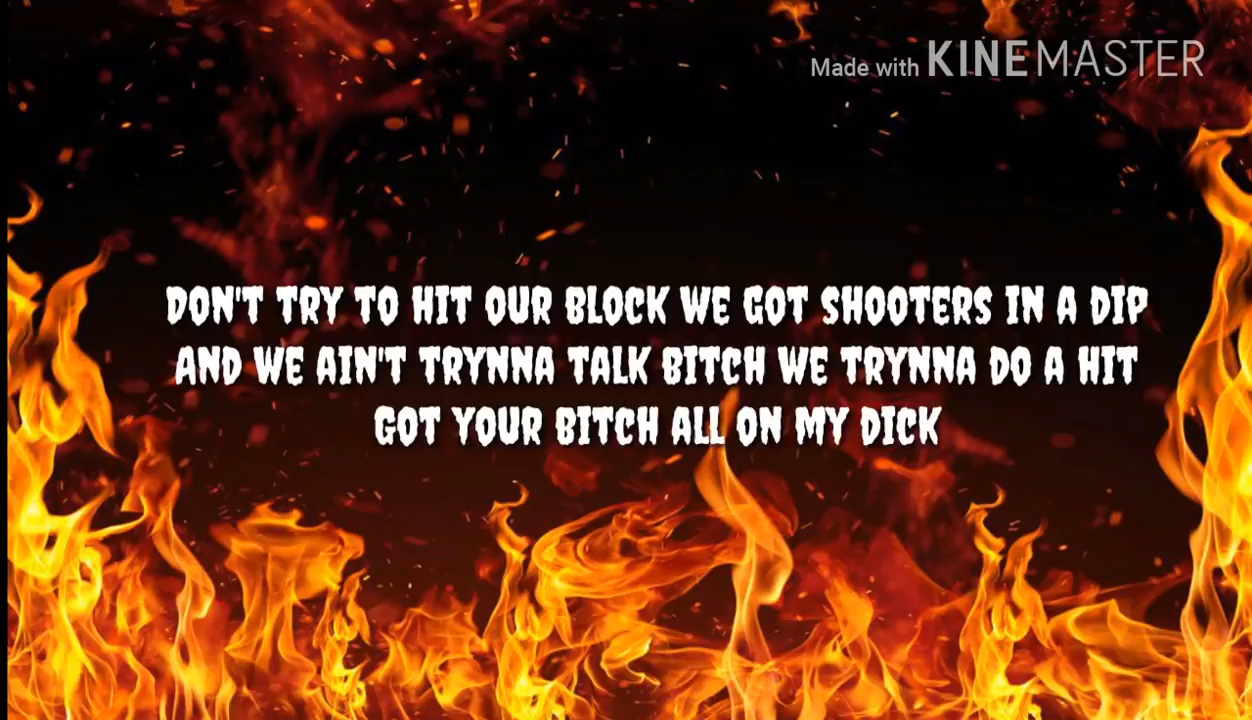 Made with KINEMASTER
DON'T TRY TO HIT OUR BLOCK WE GOT SHOOTERS IN A DIP
AND WE AIN'T TRYNNA TALK BITCH WE TRYNNA DO A HIT
GOT YOUR BITCH ALL ON MY DICK